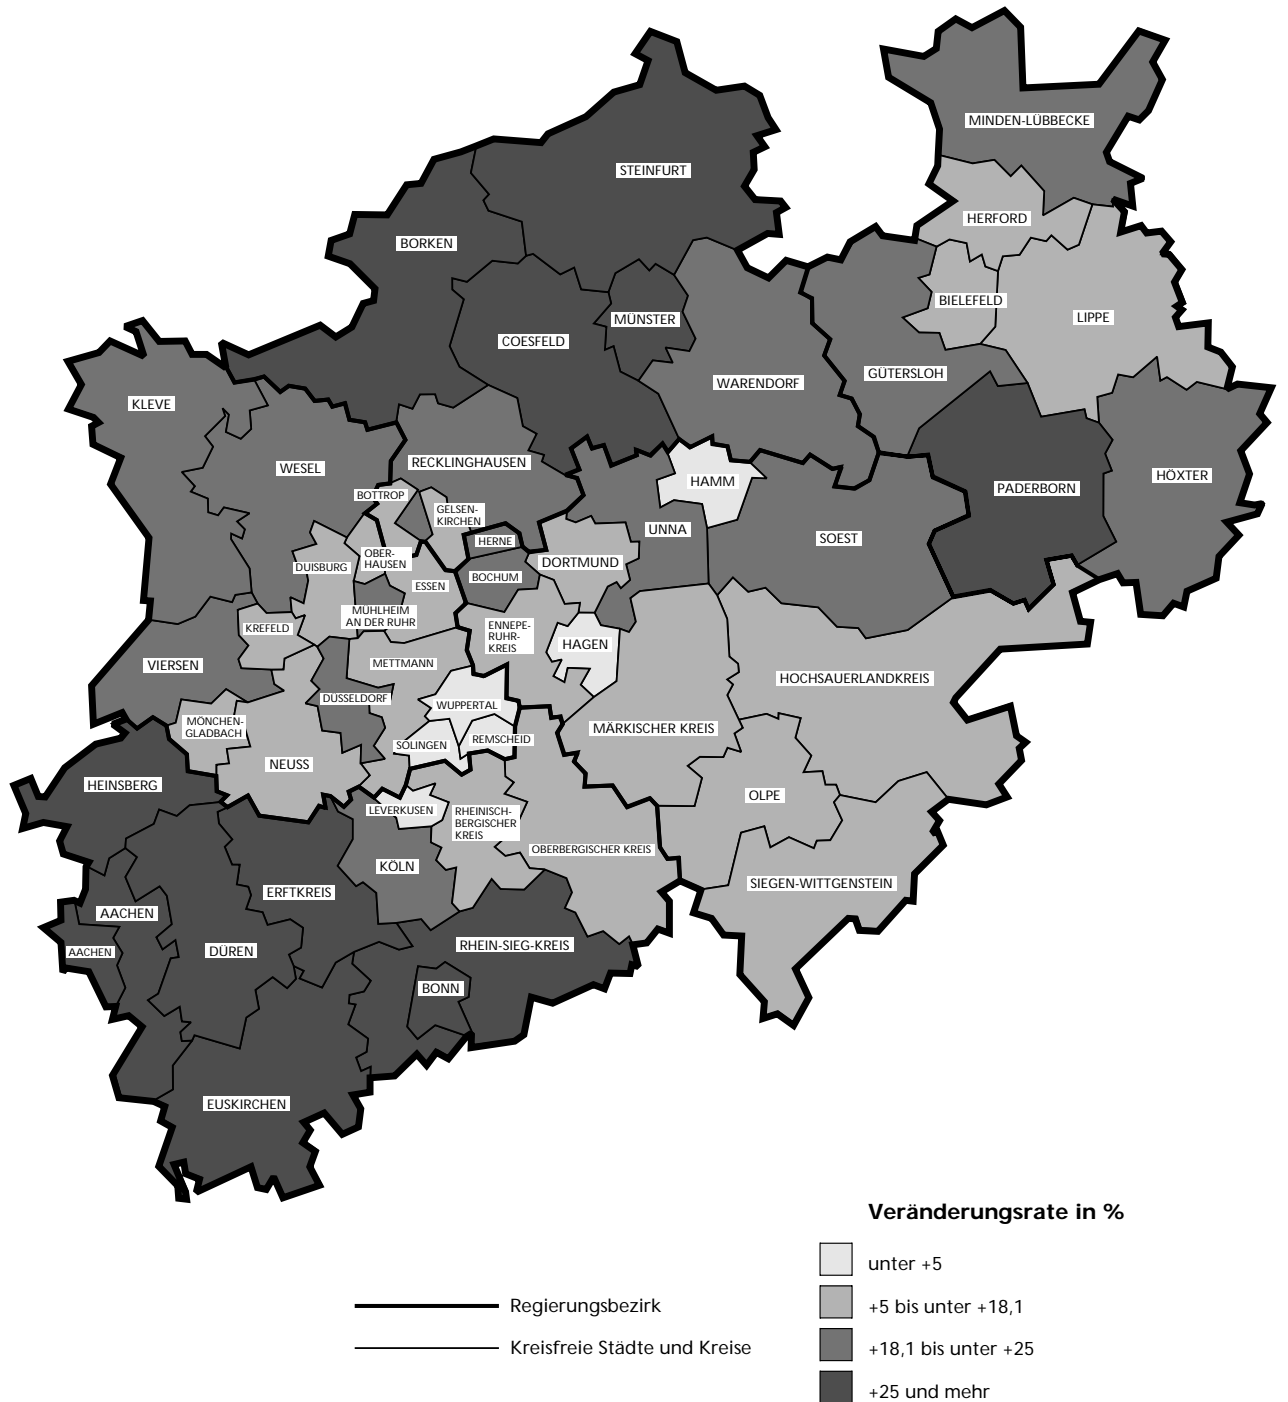 MINDEN-LÜBBECKE
STEINFURT
HERFORD
BORKEN
BIELEFELD
LIPPE
MÜNSTER
COESFELD
GÜTERSLOH
WARENDORF
KLEVE
RECKLINGHAUSEN
WESEL
HÖXTER
HAMM
PADERBORN
BOTTROP
GELSEN-
KIRCHEN
UNNA
SOEST
HERNE
OBER-
HAUSEN
DORTMUND
DUISBURG
BOCHUM
ESSEN
MÜHLHEIM
AN DER RUHR
KREFELD
ENNEPE-
RUHR-
KREIS
HAGEN
VIERSEN
METTMANN
HOCHSAUERLANDKREIS
DÜSSELDORF
WUPPERTAL
MÖNCHEN-
GLADBACH
MÄRKISCHER KREIS
SOLINGEN
REMSCHEID
NEUSS
HEINSBERG
OLPE
LEVERKUSEN
RHEINISCH-
BERGISCHER
KREIS
OBERBERGISCHER KREIS
KÖLN
ERFTKREIS
SIEGEN-WITTGENSTEIN
AACHEN
RHEIN-SIEG-KREIS
AACHEN
DÜREN
BONN
EUSKIRCHEN
Veränderungsrate in %
unter +5
Regierungsbezirk
+5 bis unter +18,1
Kreisfreie Städte und Kreise
+18,1 bis unter +25
+25 und mehr